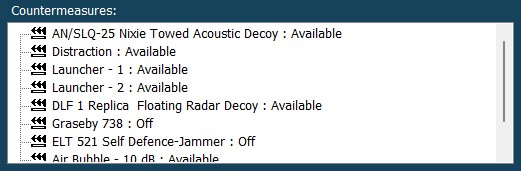 Countermeasures:
AN/SLQ-25 Nixie Towed Acoustic Decoy : Available
Distraction : Available
Launcher - 1 : Available
Launcher - 2 : Available
DLF 1 Replica  Floating Radar Decoy : Available
Graseby 738 : Off
ELT 521 Self Defence-Jammer : Off
Air Bubble - 10 dB : Available